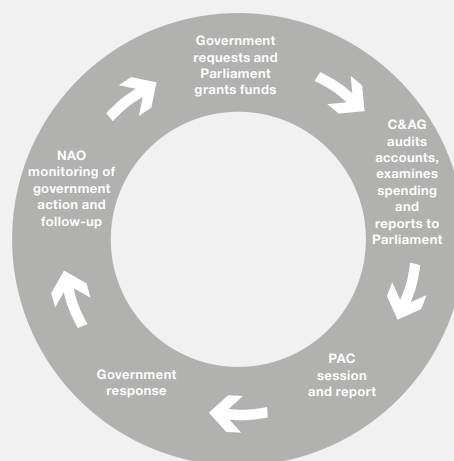 Government
requests and
Parliament
grants funds
C&AG
audits
accounts,
examines
spending
and
reports to
Parliament
PAC
session
and report
Government
response
NAO
monitoring of
government
action and
follow-up